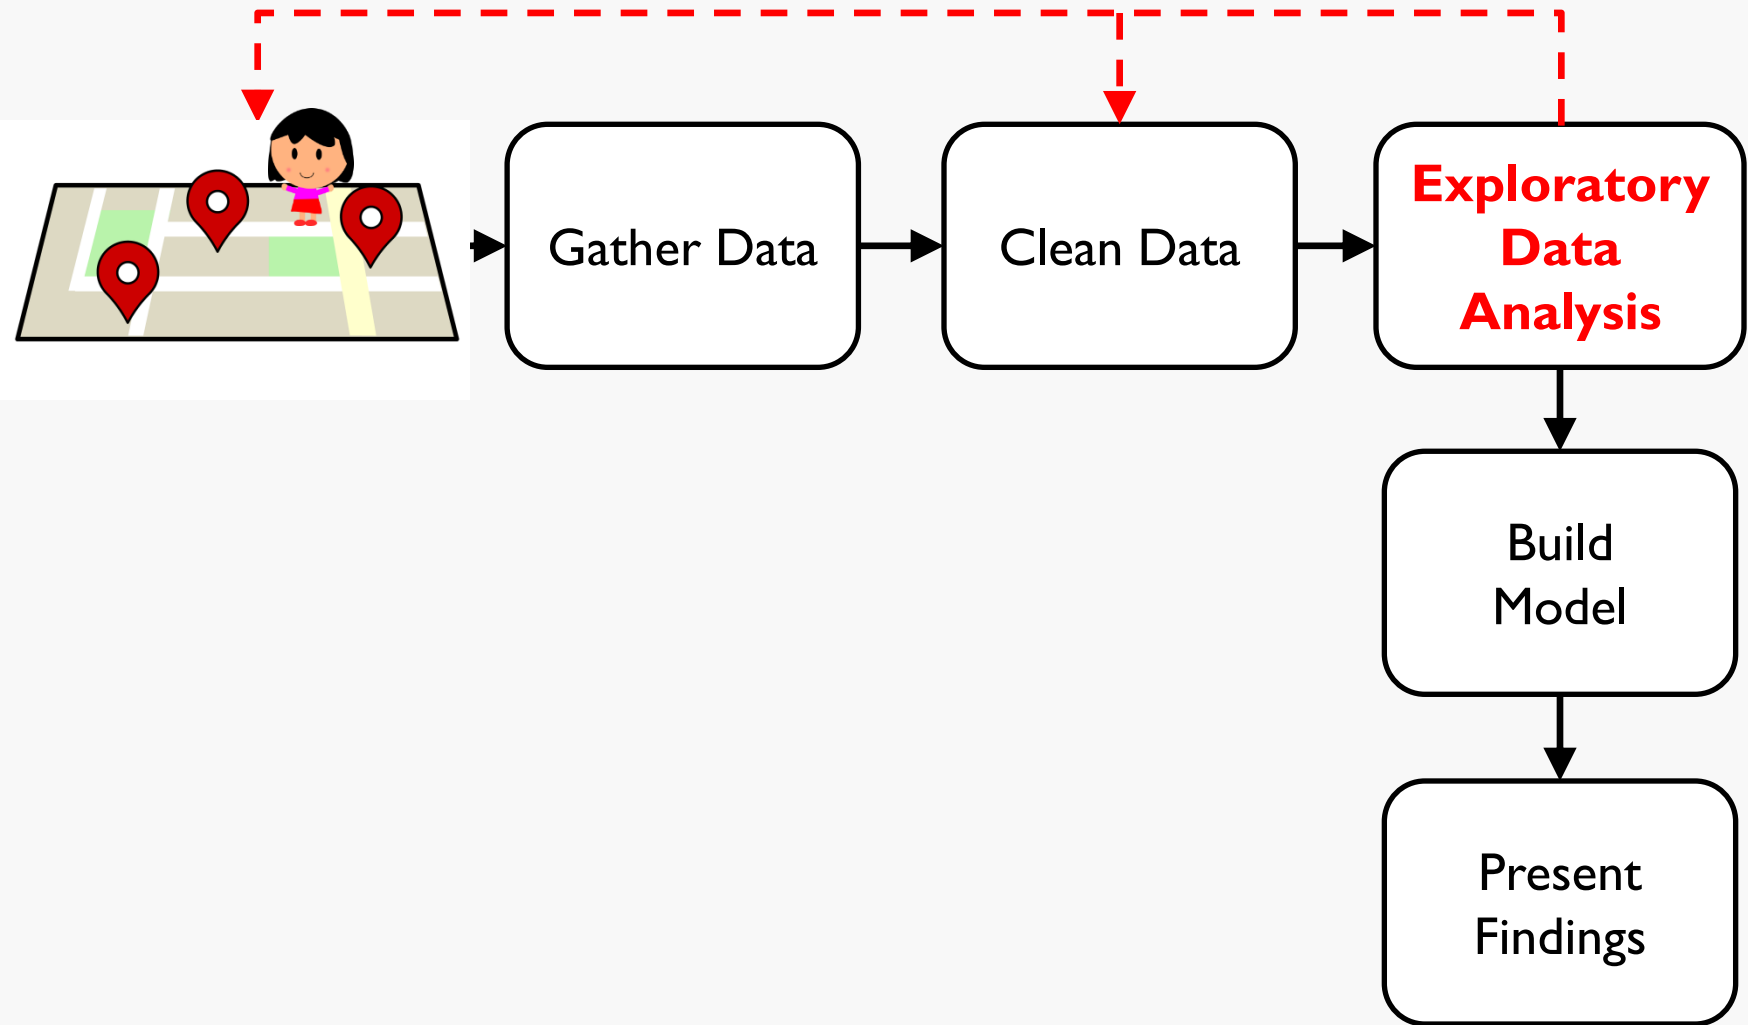 Gather Data
Clean Data
Exploratory
Data
Analysis
Build
Model
Present
Findings